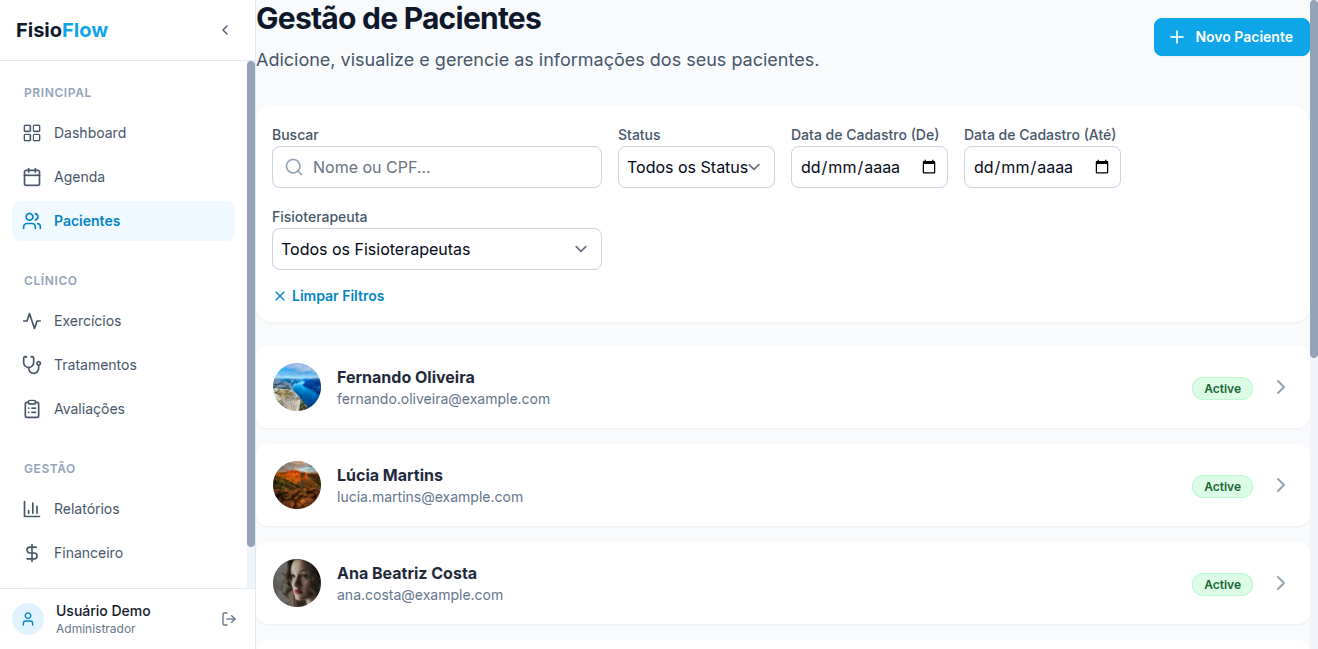 FisioFlow
PRINCIPAL
Dashboard
Agenda
Pacientes
CLÍNICO
Exercícios
Tratamentos
Avaliações
GESTÃO
Relatórios
Financeiro
Usuário Demo
Administrador
Gestão de Pacientes
Adicione, visualize e gerencie as informações dos seus pacientes.
Novo Paciente
Buscar
Nome ou CPF...
Status
Todos os Status
Data de Cadastro (De)
dd/mm/aaaa
Data de Cadastro (Até)
dd/mm/aaaa
Fisioterapeuta
Todos os Fisioterapeutas
Limpar Filtros
Fernando Oliveira
fernando.oliveira@example.com
Active
Lúcia Martins
lucia.martins@example.com
Active
Ana Beatriz Costa
ana.costa@example.com
Active